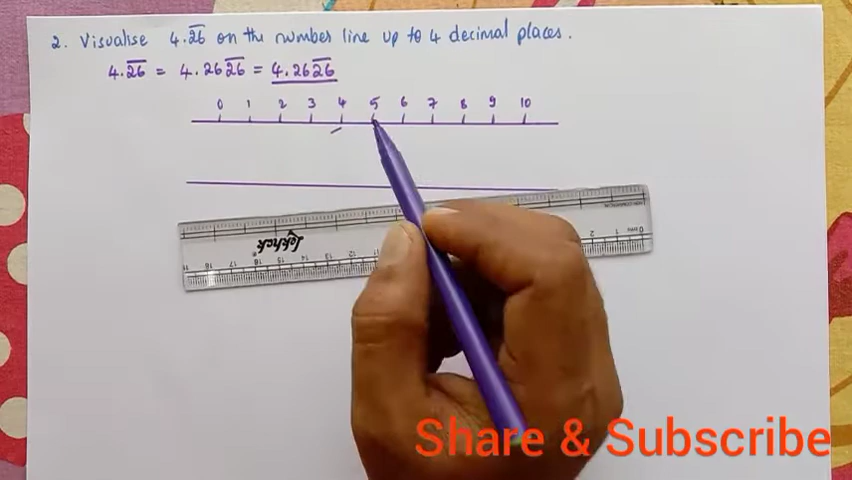 2. Visualise 4.2̅6̅ on the number line up to 4 decimal places.
4.2̅6̅ = 4.262̅6̅ = 4.262̅6̅
0 1 2 3 4 5 6 7 8 9 10
Share & Subscribe